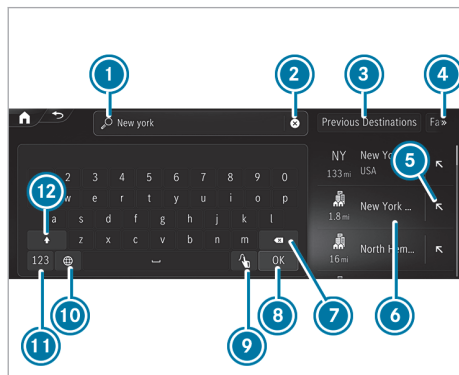 1 2 3 4
New york
Previous Destinations Fa»
NY New Yo
133 mi USA
5
2 3 4 5 6 7 8 9 0
12
w e r t y u i o p
New York ...
1.8 mi
a s d f g h j k l
z x c v b n m
North Hem...
16 mi
123 OK
11 10 9 8 7 6